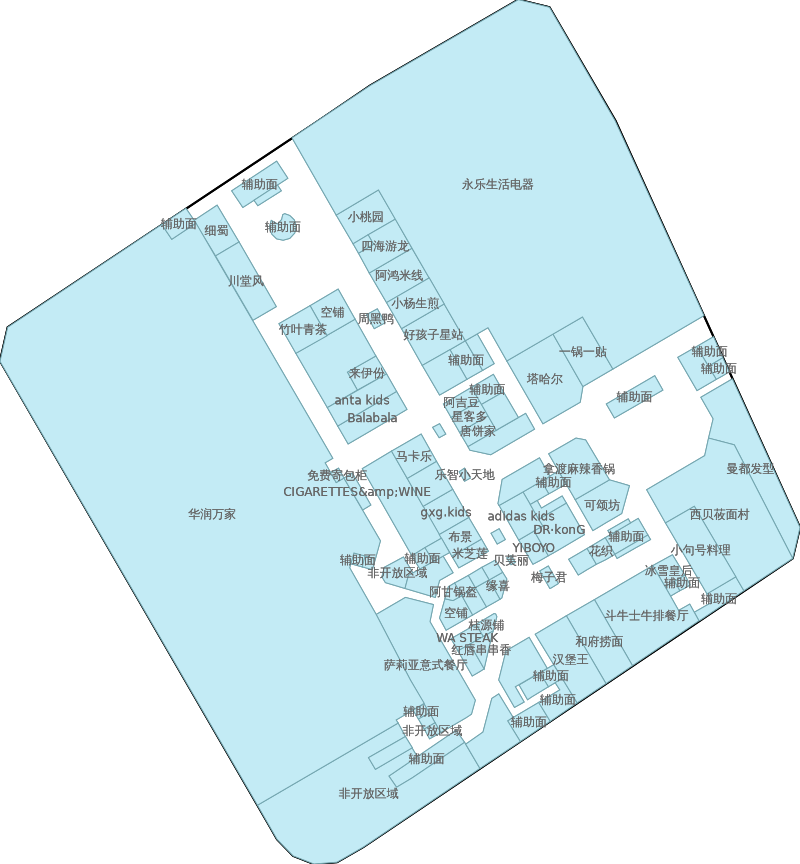 辅助面
永乐生活电器
小桃园
辅助面
细蜀
辅助面
四海游龙
阿鸿米线
川堂风
小杨生煎
空铺
周黑鸭
竹叶青茶
好孩子星站
一锅一贴
辅助面
辅助面
辅助面
来伊份
塔哈尔
辅助面
辅助面
anta kids
阿吉豆
Balabala
星客多
唐饼家
马卡乐
拿渡麻辣香锅
曼都发型
免费寄包柜
乐智小天地
辅助面
CIGARETTES&amp;WINE
可颂坊
华润万家
gxg.kids
adidas kids
西贝莜面村
DR·konG
布景
辅助面
YIBOYO
花织
小句号料理
米芝莲
辅助面
辅助面
贝芙丽
非开放区域
冰雪皇后
梅子君
辅助面
缘喜
阿甘锅盔
辅助面
空铺
斗牛士牛排餐厅
桂源铺
WA STEAK
和府捞面
红唇串串香
汉堡王
萨莉亚意式餐厅
辅助面
辅助面
辅助面
辅助面
非开放区域
辅助面
非开放区域